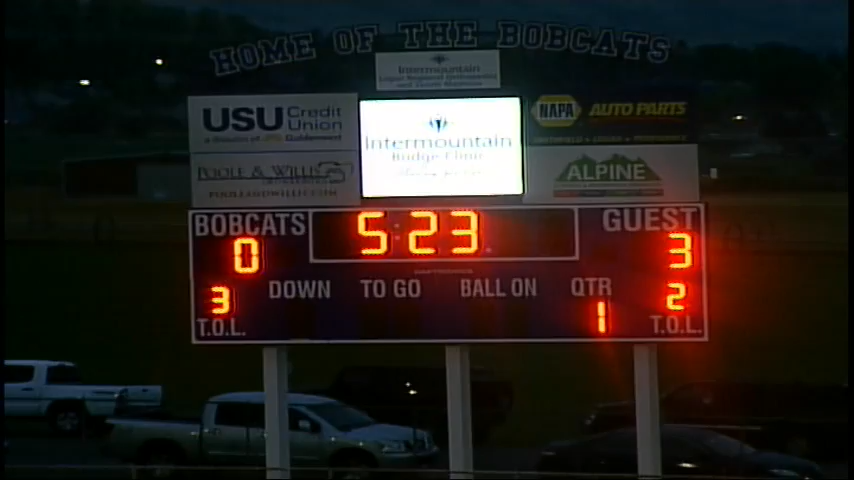 HOME OF THE BOBCATS
Intermountain
USU Credit
Union
NAPA AUTO PARTS
Intermountain
Budge Clinic
POOLE & WILLIS
ALPINE
BOBCATS 5:23 GUEST
0 3
DOWN TO GO BALL ON QTR
3 1 2
T.O.L. T.O.L.